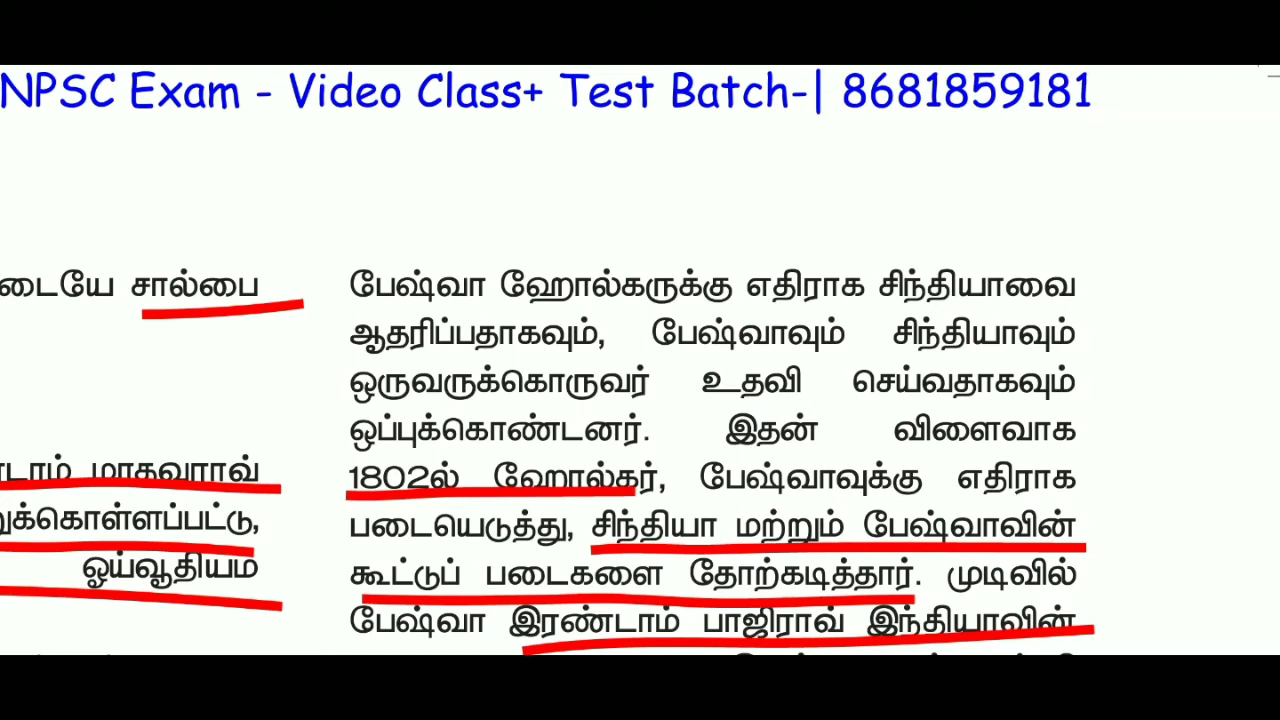 NPSC Exam - Video Class+ Test Batch-| 8681859181
டையே சால்பை
டாம் மாதவராவ்
றுக்கொள்ளப்பட்டு,
ஓய்வூதியம்
பேஷ்வா ஹோல்கருக்கு எதிராக சிந்தியாவை
ஆதரிப்பதாகவும், பேஷ்வாவும் சிந்தியாவும்
ஒருவருக்கொருவர் உதவி செய்வதாகவும்
ஒப்புக்கொண்டனர். இதன் விளைவாக
1802ல் ஹோல்கர், பேஷ்வாவுக்கு எதிராக
படையெடுத்து, சிந்தியா மற்றும் பேஷ்வாவின்
கூட்டுப் படைகளை தோற்கடித்தார். முடிவில்
பேஷ்வா இரண்டாம் பாஜிராவ் இந்தியாவின்